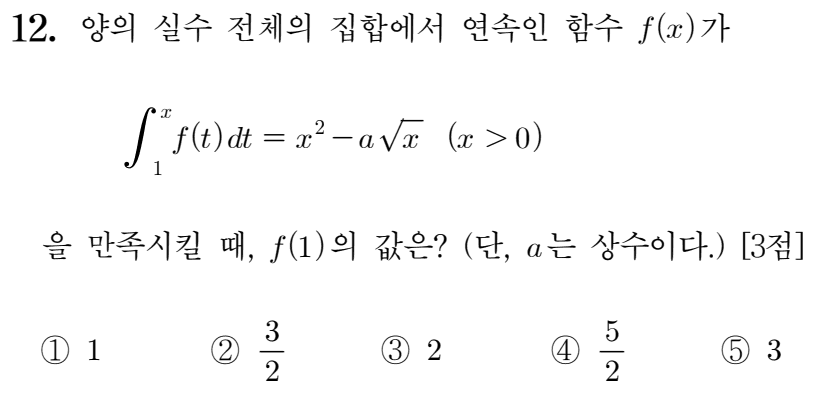 12. 양의 실수 전체의 집합에서 연속인 함수 f(x)가
∫₁ˣ f(t)dt = x² − a√x (x > 0)
을 만족시킬 때, f(1)의 값은? (단, a는 상수이다.) [3점]
① 1 ② 3/2 ③ 2 ④ 5/2 ⑤ 3